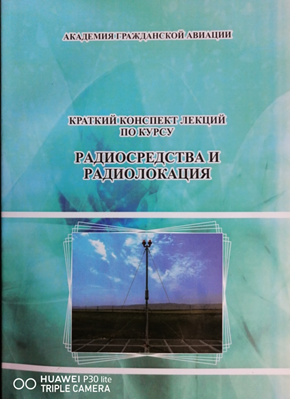 АКАДЕМИЯ ГРАЖДАНСКОЙ АВИАЦИИ
КРАТКИЙ КОНСПЕКТ ЛЕКЦИЙ
ПО КУРСУ
РАДИОСРЕДСТВА И
РАДИОЛОКАЦИЯ
HUAWEI P30 lite
TRIPLE CAMERA